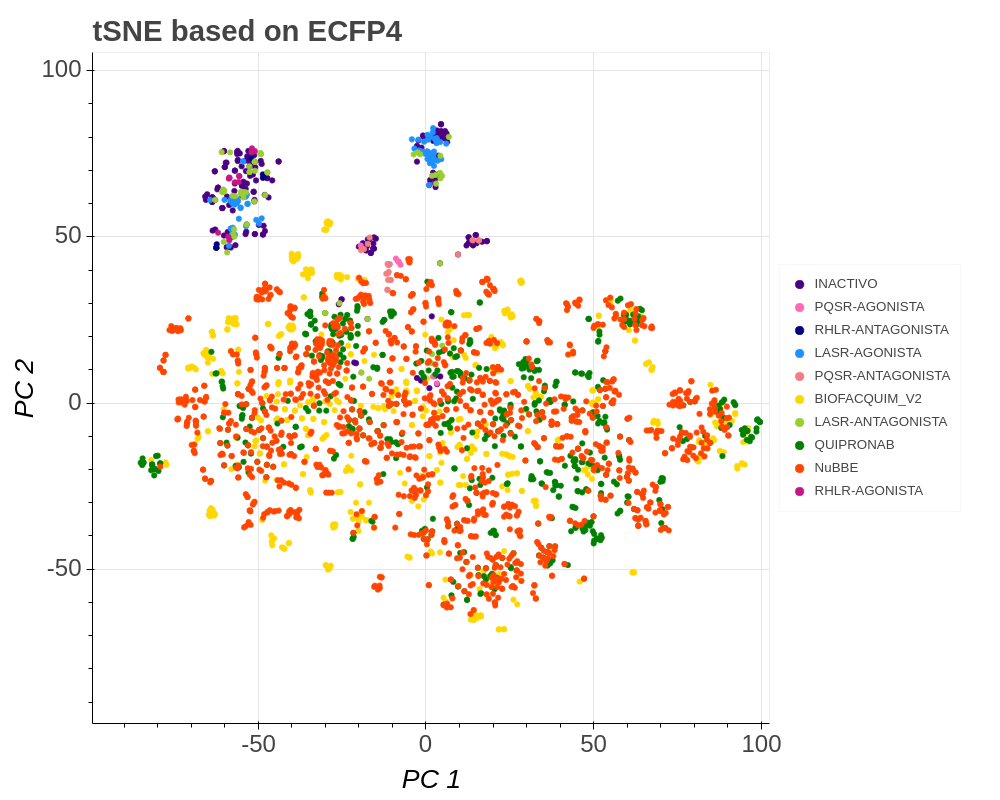 tSNE based on ECFP4
100
50
0
-50
PC 2
-50
0
50
100
PC 1
INACTIVO
PQSR-AGONISTA
RHLR-ANTAGONISTA
LASR-AGONISTA
PQSR-ANTAGONISTA
BIOFACQUIM_V2
LASR-ANTAGONISTA
QUIPRONAB
NuBBE
RHLR-AGONISTA